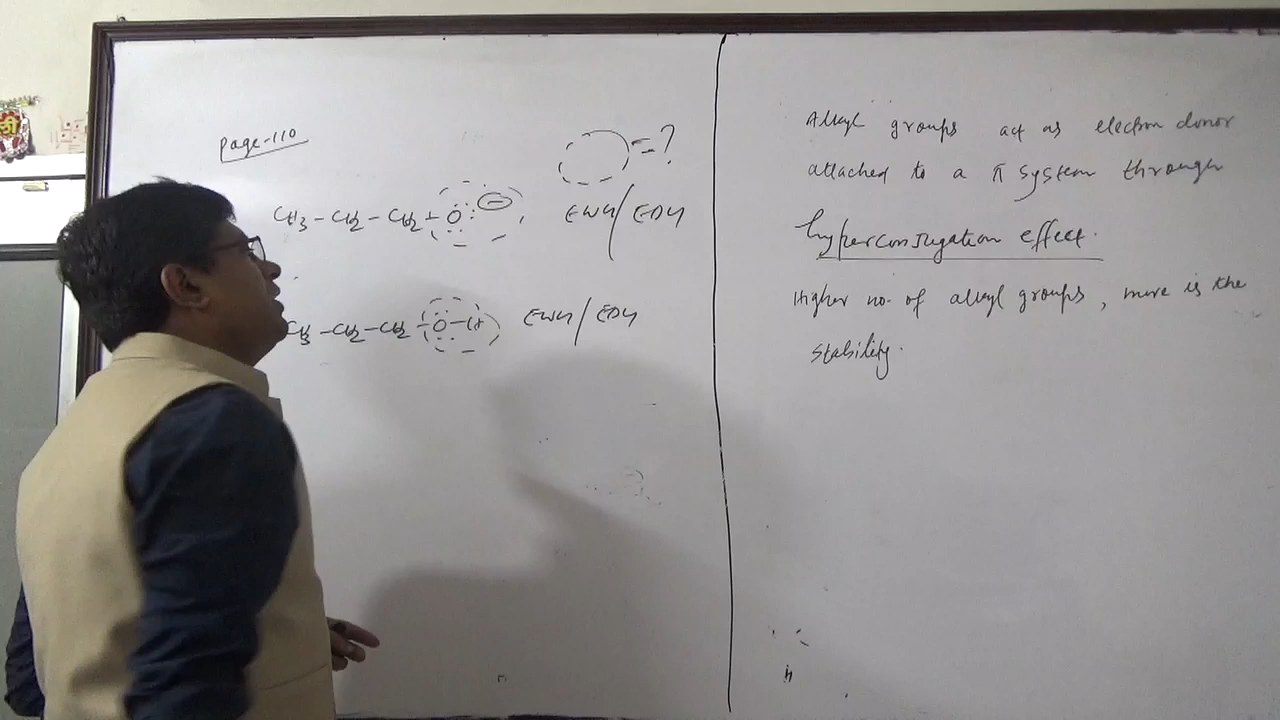 Page-110
= ?
CH3 - CH2 - CH2 + O: ⊖, EWG/EDG
CH3 - CH2 - CH2 - O - H EWG/EDG
Alkyl groups act as electron donor
attached to a π system through
hyperconjugation effect.
Higher no. of alkyl groups, more is the
stability.